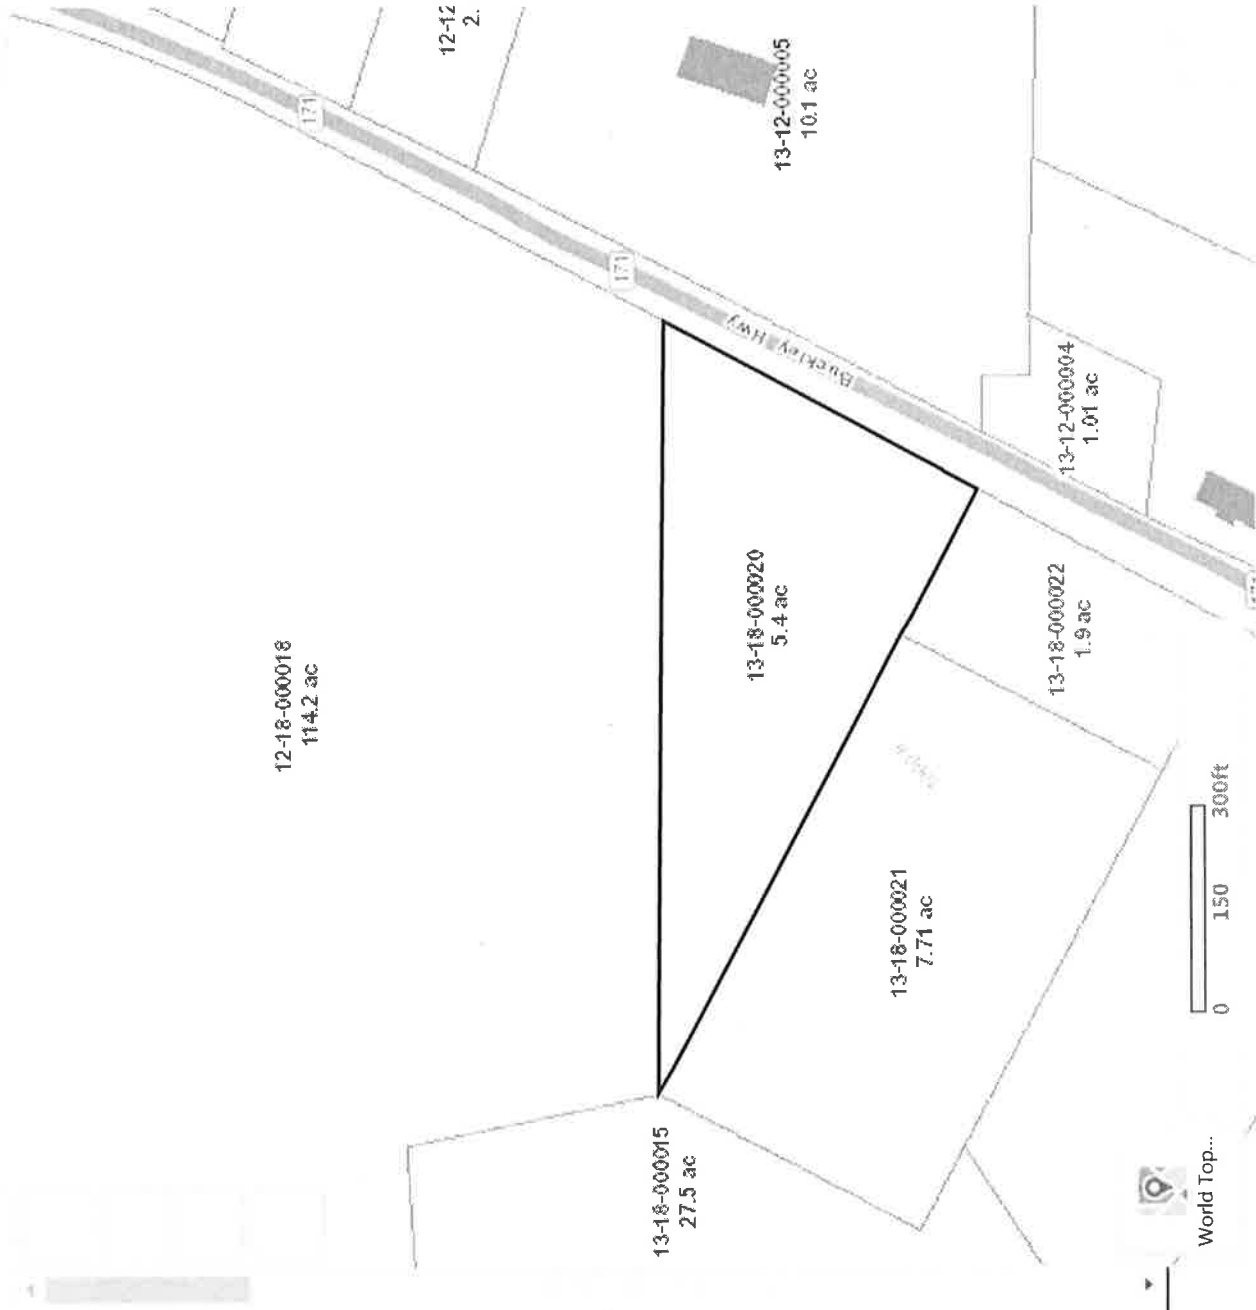 12-18-000018
114.2 ac
171
12-12
2.
171
13-18-000015
27.5 ac
13-18-000020
5.4 ac
13-12-000005
10.1 ac
Buckley Hwy
13-18-000021
7.71 ac
13-18-000022
1.9 ac
13-12-000004
1.01 ac
World Top...
0 150 300ft